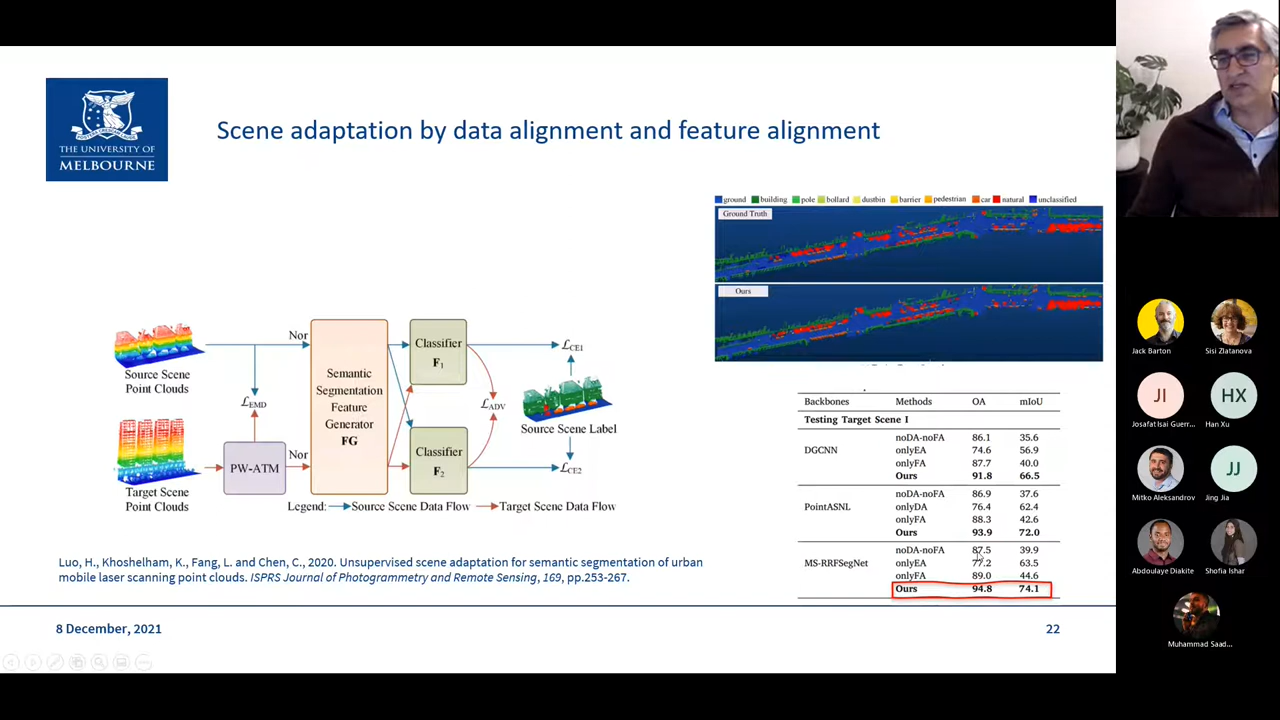 THE UNIVERSITY OF
MELBOURNE
Scene adaptation by data alignment and feature alignment
ground building pole bollard dustbin barrier pedestrian car natural unclassified
Ground Truth
Ours
Source Scene
Point Clouds
Target Scene
Point Clouds
ℒEMD
PW-ATM
Nor
Nor
Semantic
Segmentation
Feature
Generator
FG
Classifier
F1
Classifier
F2
ℒADV
ℒCE1
Source Scene Label
ℒCE2
Legend: Source Scene Data Flow Target Scene Data Flow
Backbones Methods OA mIoU
Testing Target Scene I
DGCNN
noDA-noFA 86.1 35.6
onlyEA 74.6 56.9
onlyFA 87.7 40.0
Ours 91.8 66.5
PointASNL
noDA-noFA 86.9 37.6
onlyDA 76.4 62.4
onlyFA 88.3 42.6
Ours 93.9 72.0
MS-RRFSegNet
noDA-noFA 87.5 39.9
onlyEA 77.2 63.5
onlyFA 89.0 44.6
Ours 94.8 74.1
Luo, H., Khoshelham, K., Fang, L. and Chen, C., 2020. Unsupervised scene adaptation for semantic segmentation of urban
mobile laser scanning point clouds. ISPRS Journal of Photogrammetry and Remote Sensing, 169, pp.253-267.
8 December, 2021
22
Jack Barton
Sisi Zlatanova
JI
HX
Josafat Isai Guerr...
Han Xu
JJ
Mitko Aleksandrov
Jing Jia
Abdoulaye Diakite
Shofia Ishar
Muhammad Saad...